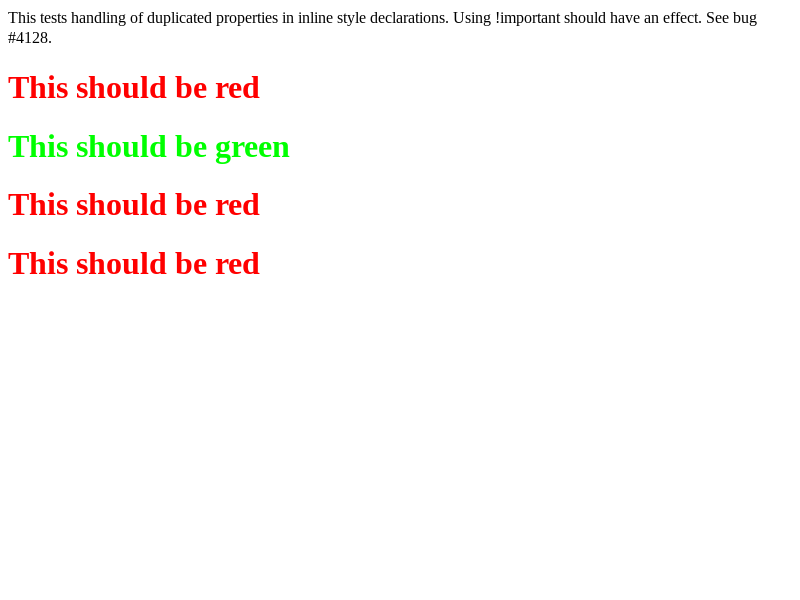 This tests handling of duplicated properties in inline style declarations. Using !important should have an effect. See bug
#4128.
This should be red
This should be green
This should be red
This should be red